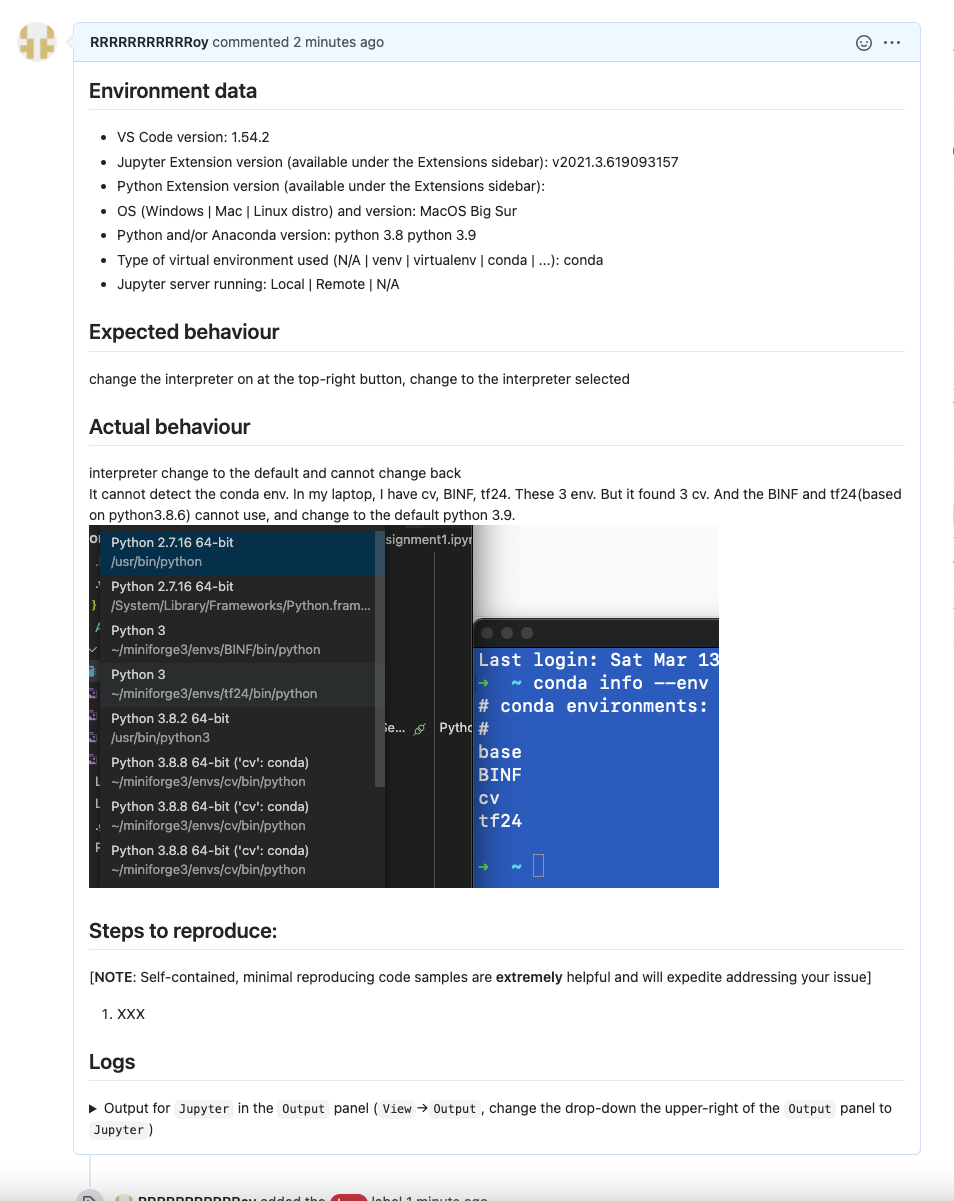 RRRRRRRRRRRoy commented 2 minutes ago
Environment data
VS Code version: 1.54.2
Jupyter Extension version (available under the Extensions sidebar): v2021.3.619093157
Python Extension version (available under the Extensions sidebar):
OS (Windows | Mac | Linux distro) and version: MacOS Big Sur
Python and/or Anaconda version: python 3.8 python 3.9
Type of virtual environment used (N/A | venv | virtualenv | conda | ...): conda
Jupyter server running: Local | Remote | N/A
Expected behaviour
change the interpreter on at the top-right button, change to the interpreter selected
Actual behaviour
interpreter change to the default and cannot change back
It cannot detect the conda env. In my laptop, I have cv, BINF, tf24. These 3 env. But it found 3 cv. And the BINF and tf24(based
on python3.8.6) cannot use, and change to the default python 3.9.
Python 2.7.16 64-bit
/usr/bin/python
Python 2.7.16 64-bit
/System/Library/Frameworks/Python.fram...
Python 3
~/miniforge3/envs/BINF/bin/python
Python 3
~/miniforge3/envs/tf24/bin/python
Python 3.8.2 64-bit
/usr/bin/python3
Python 3.8.8 64-bit ('cv': conda)
~/miniforge3/envs/cv/bin/python
Python 3.8.8 64-bit ('cv': conda)
~/miniforge3/envs/cv/bin/python
Python 3.8.8 64-bit ('cv': conda)
~/miniforge3/envs/cv/bin/python
signment1.ipyn
Se... Pytho
Last login: Sat Mar 13
→ ~ conda info --env
# conda environments:
#
base
BINF
cv
tf24
→ ~
Steps to reproduce:
[NOTE: Self-contained, minimal reproducing code samples are extremely helpful and will expedite addressing your issue]
1. XXX
Logs
▶ Output for Jupyter in the Output panel ( View → Output , change the drop-down the upper-right of the Output panel to
Jupyter )
added the label 1 minute ago